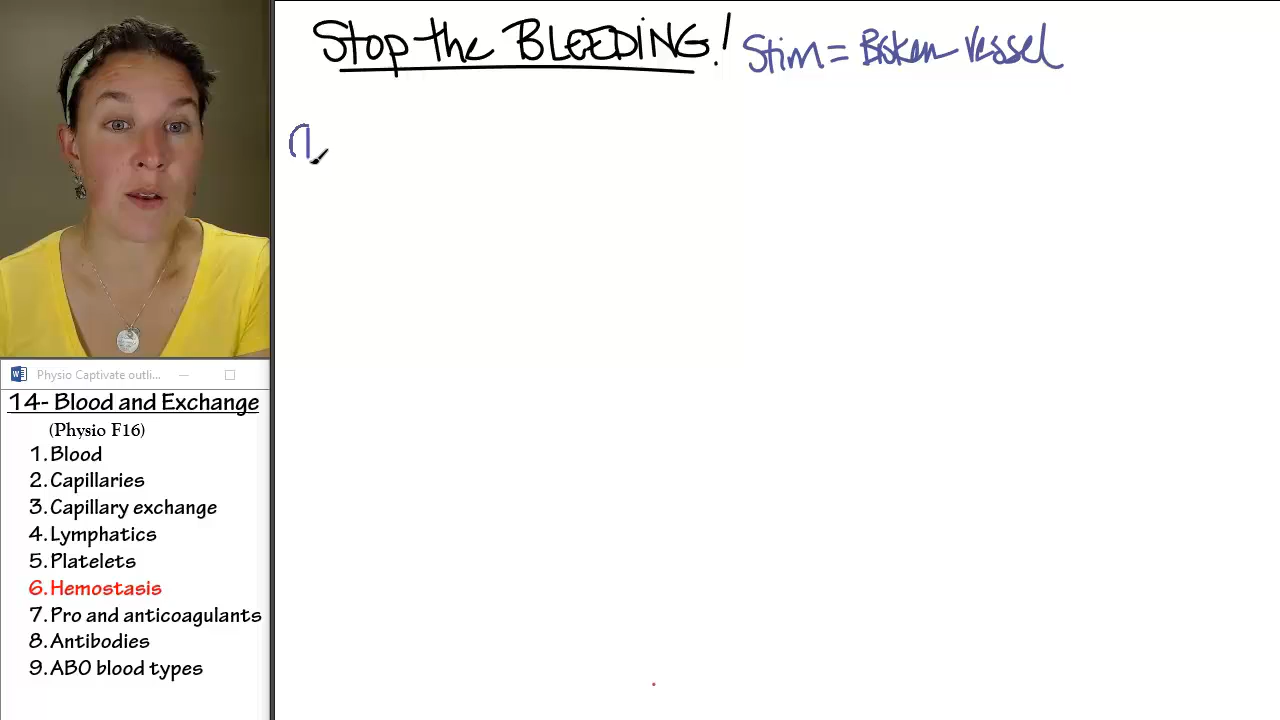 Stop the BLEEDING! Stim = Broken vessel
Physio Captivate outli...
14- Blood and Exchange
(Physio F16)
1. Blood
2. Capillaries
3. Capillary exchange
4. Lymphatics
5. Platelets
6. Hemostasis
7. Pro and anticoagulants
8. Antibodies
9. ABO blood types